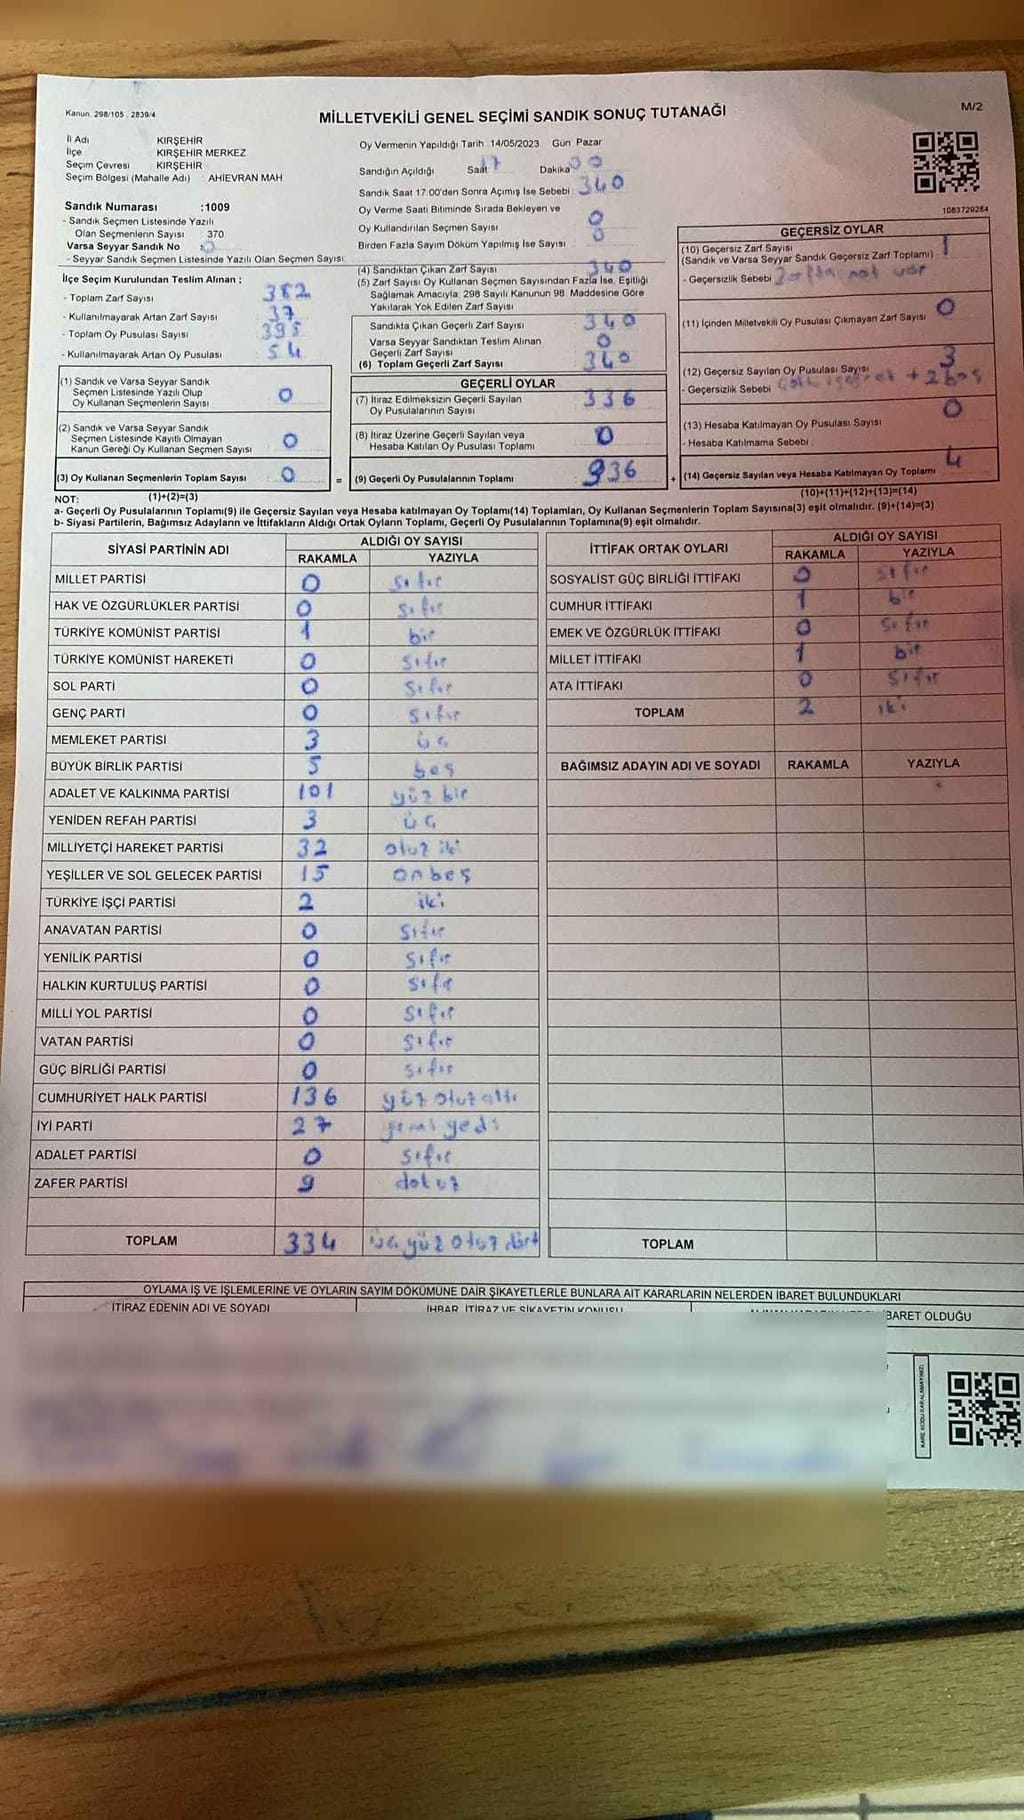 Kanun. 298/105 , 2839/4
MİLLETVEKİLİ GENEL SEÇİMİ SANDIK SONUÇ TUTANAĞI
M/2
İl Adı KIRŞEHİR
İlçe KIRŞEHİR MERKEZ
Seçim Çevresi KIRŞEHİR
Seçim Bölgesi (Mahalle Adı) : AHİEVRAN MAH
Sandık Numarası :1009
- Sandık Seçmen Listesinde Yazılı
Olan Seçmenlerin Sayısı : 370
Varsa Seyyar Sandık No : 0
- Seyyar Sandık Seçmen Listesinde Yazılı Olan Seçmen Sayısı:
Oy Vermenin Yapıldığı Tarih : 14/05/2023 Gün: Pazar
Sandığın Açıldığı Saat 17 Dakika 00
Sandık Saat 17.00'den Sonra Açımış İse Sebebi : 340
Oy Verme Saati Bitiminde Sırada Bekleyen ve
Oy Kullandırılan Seçmen Sayısı 0
Birden Fazla Sayım Döküm Yapılmış İse Sayısı 0
1083729284
İlçe Seçim Kurulundan Teslim Alınan ;
- Toplam Zarf Sayısı 382
- Kullanılmayarak Artan Zarf Sayısı 37
- Toplam Oy Pusulası Sayısı 395
- Kullanılmayarak Artan Oy Pusulası 54
(1) Sandık ve Varsa Seyyar Sandık
Seçmen Listesinde Yazılı Olup
Oy Kullanan Seçmenlerin Sayısı 0
(2) Sandık ve Varsa Seyyar Sandık
Seçmen Listesinde Kayıtlı Olmayan
Kanun Gereği Oy Kullanan Seçmen Sayısı 0
(3) Oy Kullanan Seçmenlerin Toplam Sayısı 0
(1)+(2)=(3)
(4) Sandıktan Çıkan Zarf Sayısı 340
(5) Zarf Sayısı Oy Kullanan Seçmen Sayısından Fazla İse, Eşitliği
Sağlamak Amacıyla, 298 Sayılı Kanunun 98. Maddesine Göre
Yakılarak Yok Edilen Zarf Sayısı
Sandıkta Çıkan Geçerli Zarf Sayısı 340
Varsa Seyyar Sandıktan Teslim Alınan
Geçerli Zarf Sayısı 0
(6) Toplam Geçerli Zarf Sayısı 340
GEÇERLİ OYLAR
(7) İtiraz Edilmeksizin Geçerli Sayılan
Oy Pusulalarının Sayısı 336
(8) İtiraz Üzerine Geçerli Sayılan veya
Hesaba Katılan Oy Pusulası Toplamı 0
= (9) Geçerli Oy Pusulalarının Toplamı 336 +
GEÇERSİZ OYLAR
(10) Geçersiz Zarf Sayısı 1
(Sandık ve Varsa Seyyar Sandık Geçersiz Zarf Toplamı)
- Geçersizlik Sebebi Zarfta not var
(11) İçinden Milletvekili Oy Pusulası Çıkmayan Zarf Sayısı 0
(12) Geçersiz Sayılan Oy Pusulası Sayısı 3
- Geçersizlik Sebebi + 2 boş
(13) Hesaba Katılmayan Oy Pusulası Sayısı 0
- Hesaba Katılmama Sebebi :
(14) Geçersiz Sayılan veya Hesaba Katılmayan Oy Toplamı 4
(10)+(11)+(12)+(13)=(14)
NOT:
a- Geçerli Oy Pusulalarının Toplamı(9) ile Geçersiz Sayılan veya Hesaba katılmayan Oy Toplamı(14) Toplamları, Oy Kullanan Seçmenlerin Toplam Sayısına(3) eşit olmalıdır. (9)+(14)=(3)
b- Siyasi Partilerin, Bağımsız Adayların ve İttifakların Aldığı Ortak Oyların Toplamı, Geçerli Oy Pusulalarının Toplamına(9) eşit olmalıdır.
SİYASİ PARTİNİN ADI ALDIĞI OY SAYISI
RAKAMLA YAZIYLA
MİLLET PARTİSİ 0 sıfır
HAK VE ÖZGÜRLÜKLER PARTİSİ 0 sıfır
TÜRKİYE KOMÜNİST PARTİSİ 1 bir
TÜRKİYE KOMÜNİST HAREKETİ 0 sıfır
SOL PARTİ 0 sıfır
GENÇ PARTİ 0 sıfır
MEMLEKET PARTİSİ 3 üç
BÜYÜK BİRLİK PARTİSİ 5 beş
ADALET VE KALKINMA PARTİSİ 101 yüz bir
YENİDEN REFAH PARTİSİ 3 üç
MİLLİYETÇİ HAREKET PARTİSİ 32 otuz iki
YEŞİLLER VE SOL GELECEK PARTİSİ 15 onbeş
TÜRKİYE İŞÇİ PARTİSİ 2 iki
ANAVATAN PARTİSİ 0 sıfır
YENİLİK PARTİSİ 0 sıfır
HALKIN KURTULUŞ PARTİSİ 0 sıfır
MİLLİ YOL PARTİSİ 0 sıfır
VATAN PARTİSİ 0 sıfır
GÜÇ BİRLİĞİ PARTİSİ 0 sıfır
CUMHURİYET HALK PARTİSİ 136 yüz otuz altı
İYİ PARTİ 27 yirmi yedi
ADALET PARTİSİ 0 sıfır
ZAFER PARTİSİ 9 dokuz
TOPLAM 334 üç yüz otuz dört
İTTİFAK ORTAK OYLARI ALDIĞI OY SAYISI
RAKAMLA YAZIYLA
SOSYALİST GÜÇ BİRLİĞİ İTTİFAKI 0 sıfır
CUMHUR İTTİFAKI 1 bir
EMEK VE ÖZGÜRLÜK İTTİFAKI 0 sıfır
MİLLET İTTİFAKI 1 bir
ATA İTTİFAKI 0 sıfır
TOPLAM 2 iki
BAĞIMSIZ ADAYIN ADI VE SOYADI RAKAMLA YAZIYLA
TOPLAM
OYLAMA İŞ VE İŞLEMLERİNE VE OYLARIN SAYIM DÖKÜMÜNE DAİR ŞİKAYETLERLE BUNLARA AİT KARARLARIN NELERDEN İBARET BULUNDUKLARI
İTİRAZ EDENİN ADI VE SOYADI İHBAR, İTİRAZ VE ŞİKAYETİN KONUSU İBARET OLDUĞU
KARE KODU KARALAMAYINIZ!